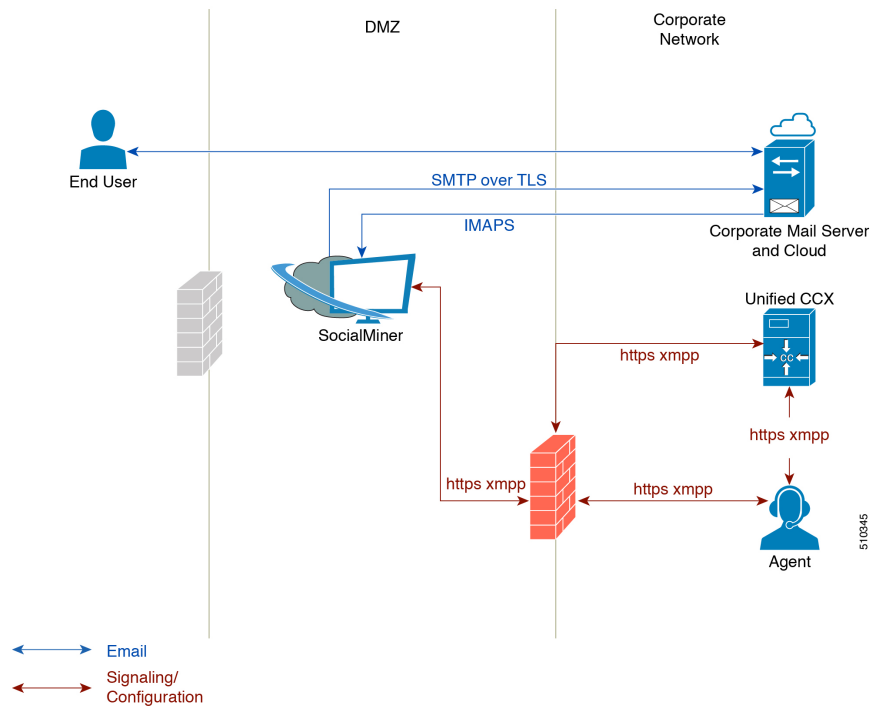 DMZ
Corporate
Network
End User
SMTP over TLS
IMAPS
Corporate Mail Server
and Cloud
SocialMiner
Unified CCX
CC
https xmpp
https xmpp
https xmpp
https xmpp
Agent
510345
Email
Signaling/
Configuration